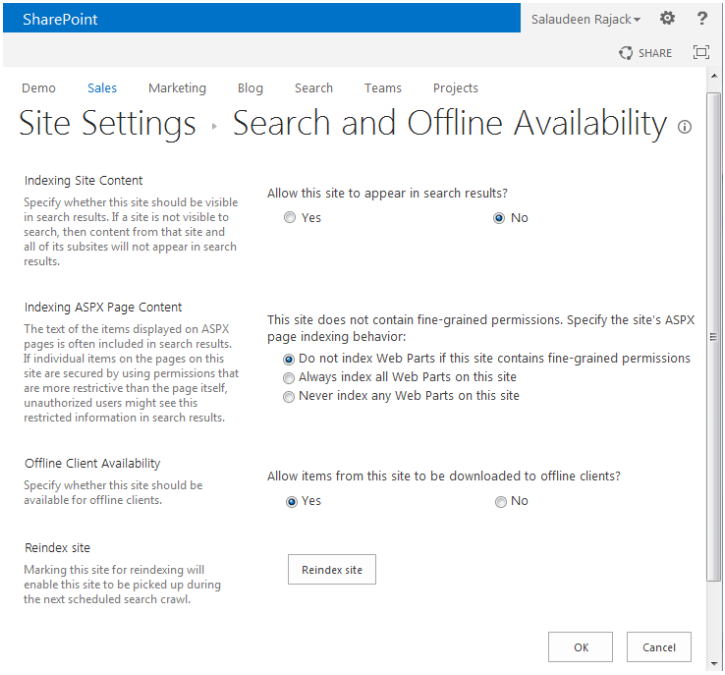 SharePoint
Salaudeen Rajack
?
SHARE
Demo Sales Marketing Blog Search Teams Projects
Site Settings Search and Offline Availability
Indexing Site Content
Specify whether this site should be visible
in search results. If a site is not visible to
search, then content from that site and
all of its subsites will not appear in search
results.
Allow this site to appear in search results?
Yes No
Indexing ASPX Page Content
The text of the items displayed on ASPX
pages is often included in search results.
If individual items on the pages on this
site are secured by using permissions that
are more restrictive than the page itself,
unauthorized users might see this
restricted information in search results.
This site does not contain fine-grained permissions. Specify the site's ASPX
page indexing behavior:
Do not index Web Parts if this site contains fine-grained permissions
Always index all Web Parts on this site
Never index any Web Parts on this site
Offline Client Availability
Specify whether this site should be
available for offline clients.
Allow items from this site to be downloaded to offline clients?
Yes No
Reindex site
Marking this site for reindexing will
enable this site to be picked up during
the next scheduled search crawl.
Reindex site
OK Cancel